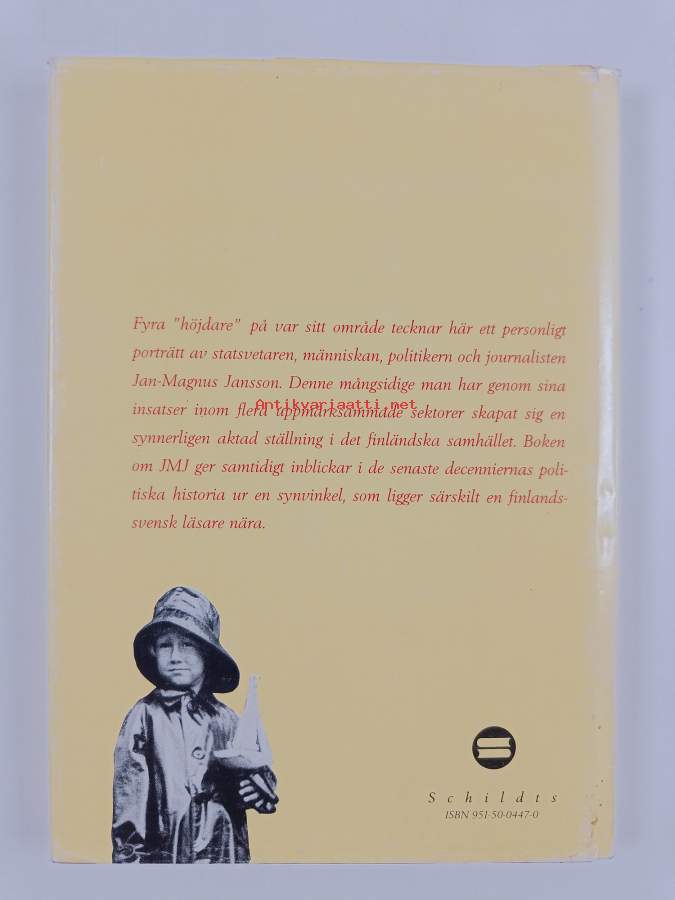 Fyra "höjdare" på var sitt område tecknar här ett personligt
porträtt av statsvetaren, människan, politikern och journalisten
Jan-Magnus Jansson. Denne mångsidige man har genom sina
insatser inom flera uppmärksammade sektorer skapat sig en
Antikvariaatti.net
synnerligen aktad ställning i det finländska samhället. Boken
om JMJ ger samtidigt inblickar i de senaste decenniernas poli-
tiska historia ur en synvinkel, som ligger särskilt en finlands-
svensk läsare nära.
Schildts
ISBN 951-50-0447-0